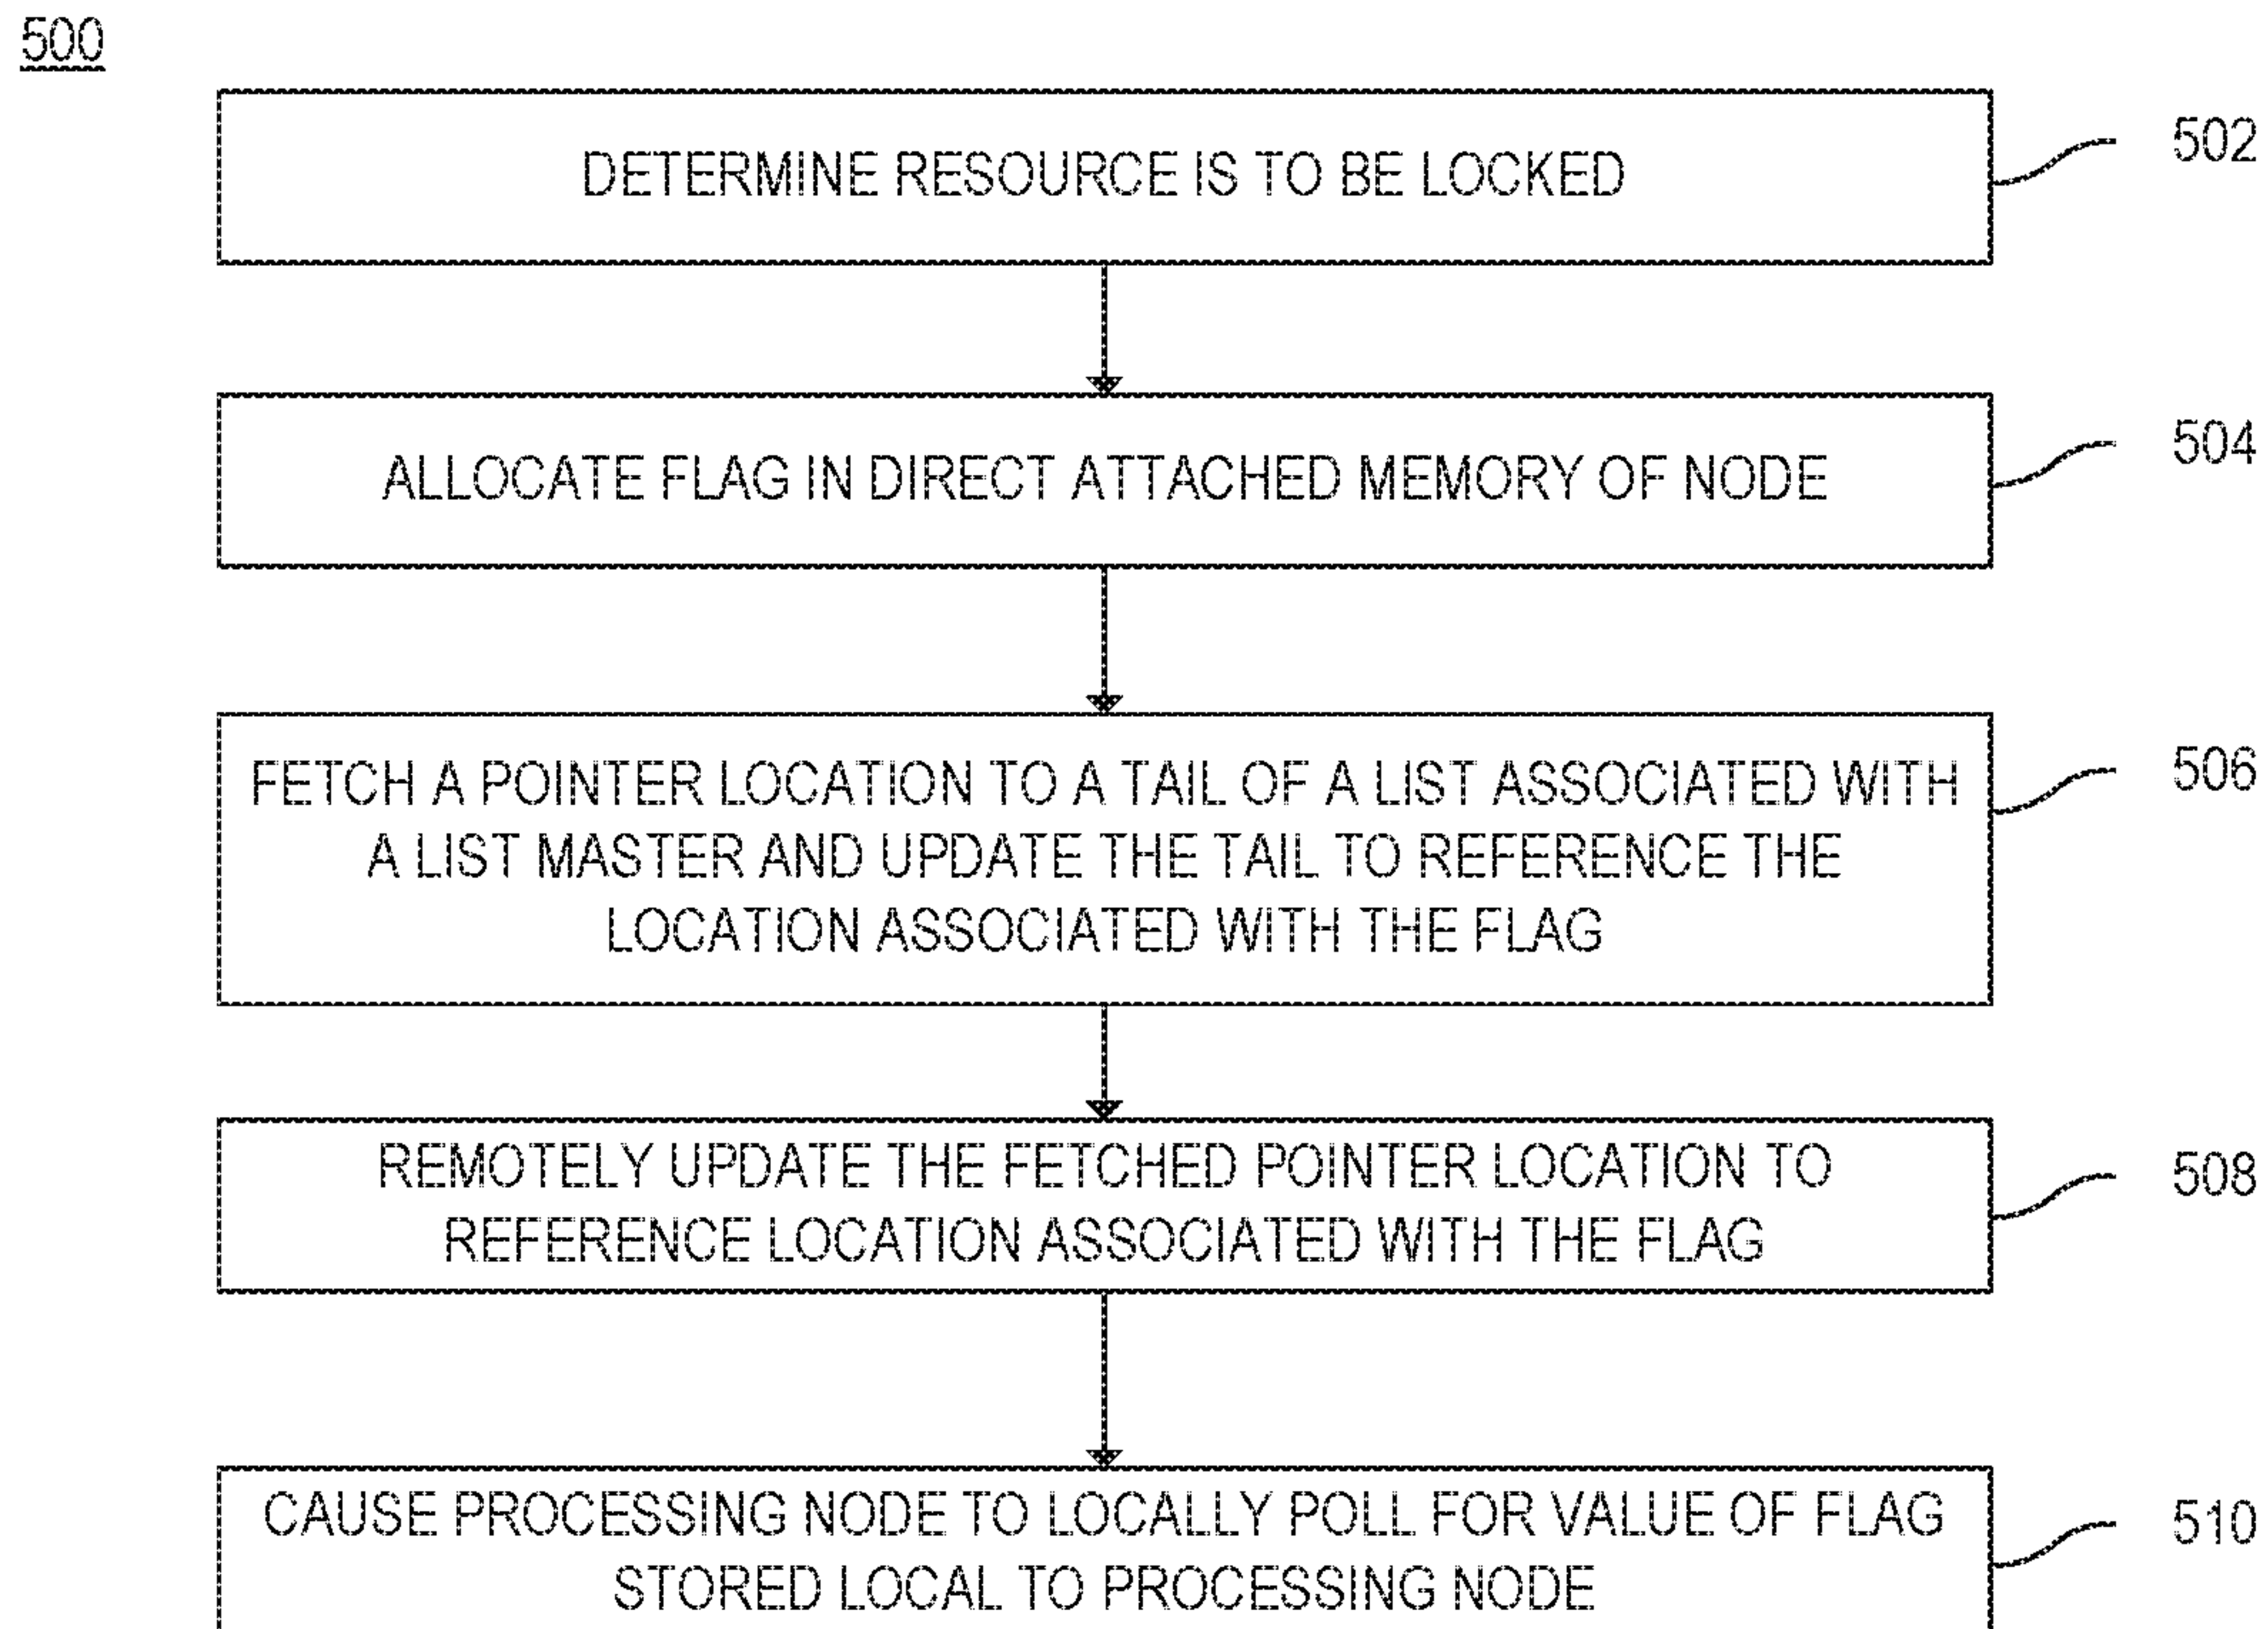 500
DETERMINE RESOURCE IS TO BE LOCKED
502
ALLOCATE FLAG IN DIRECT ATTACHED MEMORY OF NODE
504
FETCH A POINTER LOCATION TO A TAIL OF A LIST ASSOCIATED WITH
A LIST MASTER AND UPDATE THE TAIL TO REFERENCE THE
LOCATION ASSOCIATED WITH THE FLAG
506
REMOTELY UPDATE THE FETCHED POINTER LOCATION TO
REFERENCE LOCATION ASSOCIATED WITH THE FLAG
508
CAUSE PROCESSING NODE TO LOCALLY POLL FOR VALUE OF FLAG
STORED LOCAL TO PROCESSING NODE
510